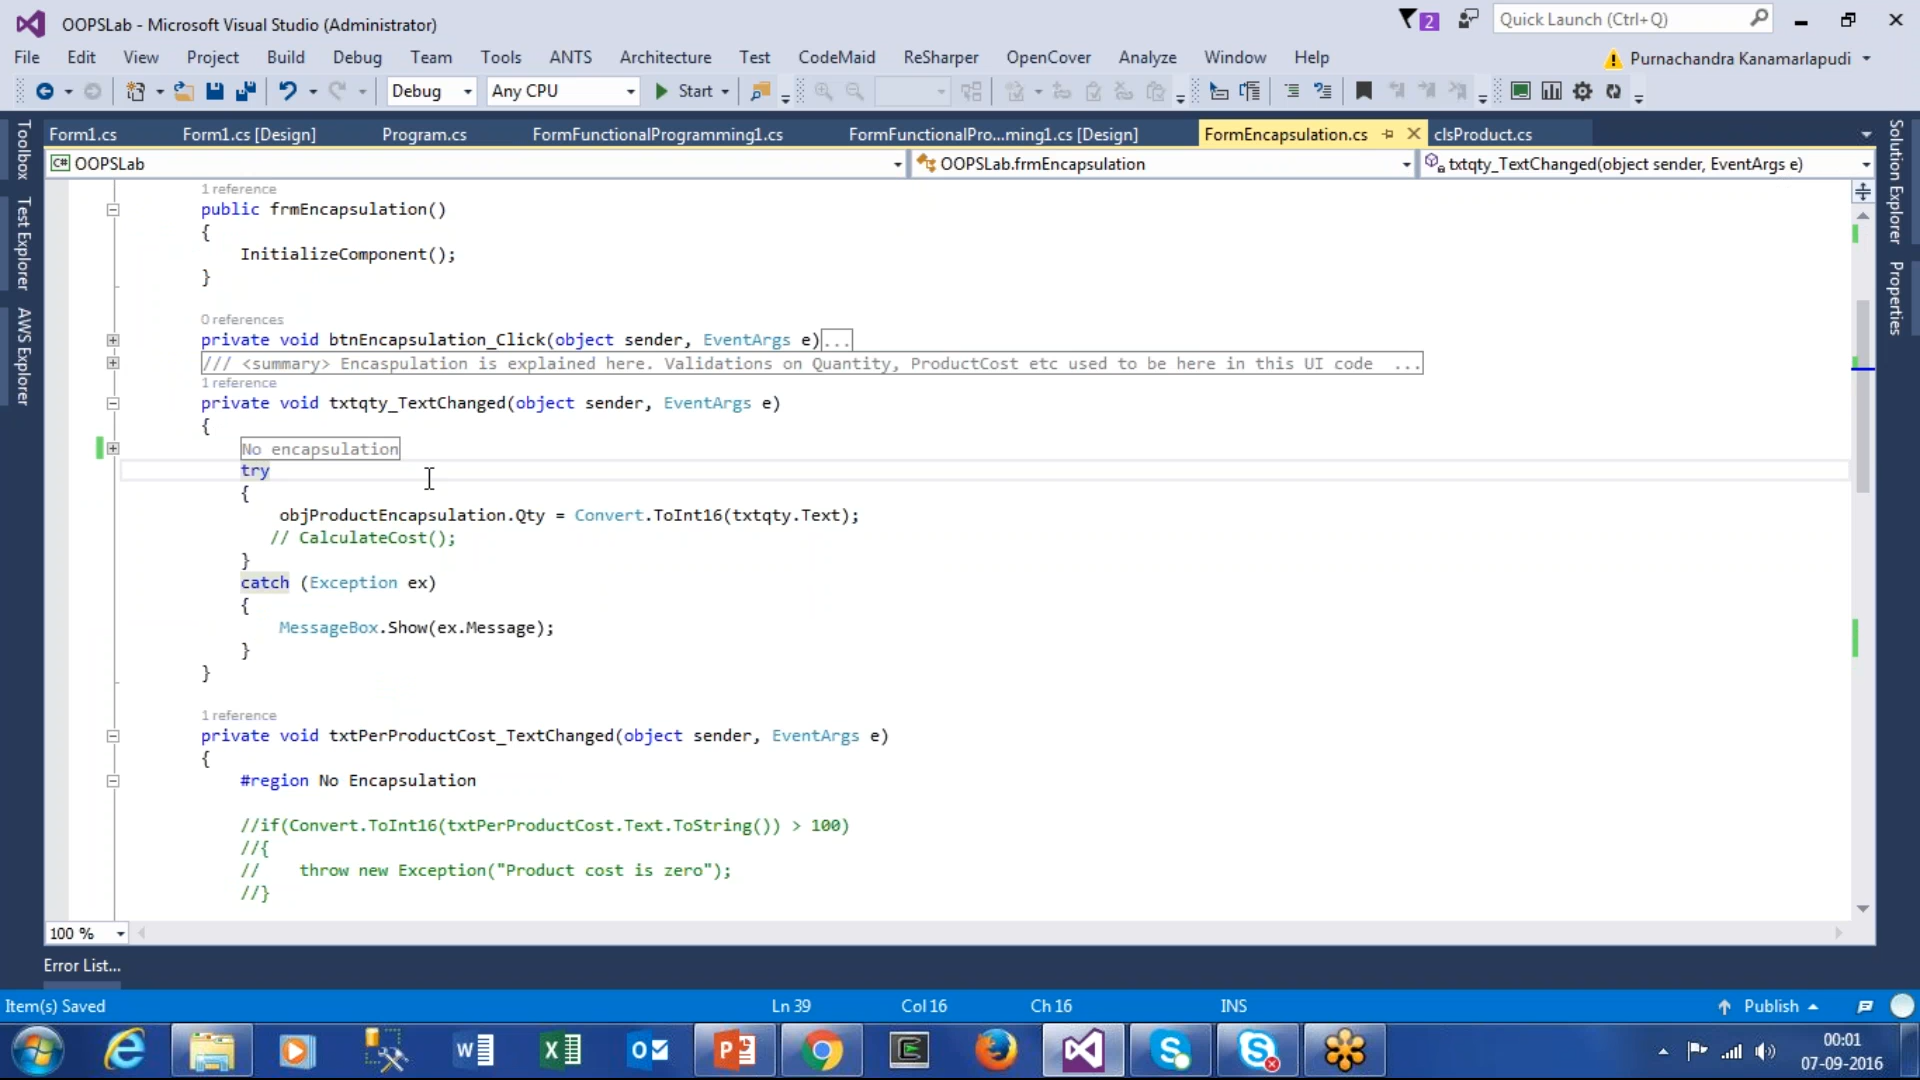 OOPSLab - Microsoft Visual Studio (Administrator)
2
Quick Launch (Ctrl+Q)
File Edit View Project Build Debug Team Tools ANTS Architecture Test CodeMaid ReSharper OpenCover Analyze Window Help
Purnachandra Kanamarlapudi
Debug Any CPU Start
Form1.cs Form1.cs [Design] Program.cs FormFunctionalProgramming1.cs FormFunctionalPro...ming1.cs [Design] FormEncapsulation.cs clsProduct.cs
C# OOPSLab OOPSLab.frmEncapsulation txtqty_TextChanged(object sender, EventArgs e)
Toolbox
Test Explorer
AWS Explorer
Solution Explorer
Properties
1 reference
public frmEncapsulation()
{
InitializeComponent();
}
0 references
private void btnEncapsulation_Click(object sender, EventArgs e)...
/// <summary> Encaspulation is explained here. Validations on Quantity, ProductCost etc used to be here in this UI code ...
1 reference
private void txtqty_TextChanged(object sender, EventArgs e)
{
No encapsulation
try
{
objProductEncapsulation.Qty = Convert.ToInt16(txtqty.Text);
// CalculateCost();
}
catch (Exception ex)
{
MessageBox.Show(ex.Message);
}
}
1 reference
private void txtPerProductCost_TextChanged(object sender, EventArgs e)
{
#region No Encapsulation
//if(Convert.ToInt16(txtPerProductCost.Text.ToString()) > 100)
//{
// throw new Exception("Product cost is zero");
//}
100 %
Error List...
Item(s) Saved Ln 39 Col 16 Ch 16 INS Publish
00:01
07-09-2016